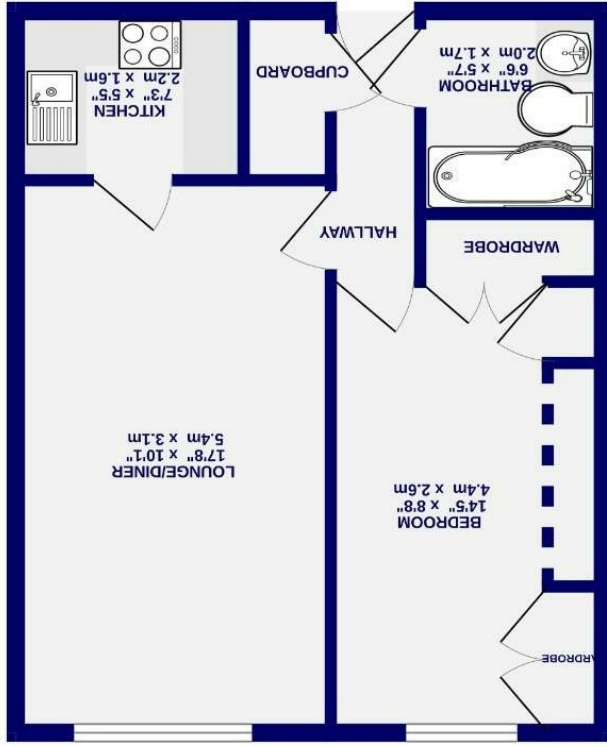 WARDROBE
BEDROOM
14'5" x 8'8"
4.4m x 2.6m
LOUNGE/DINER
17'8" x 10'1"
5.4m x 3.1m
WARDROBE
HALLWAY
BATHROOM
6'6" x 5'7"
2.0m x 1.7m
CUPBOARD
KITCHEN
7'3" x 5'5"
2.2m x 1.6m